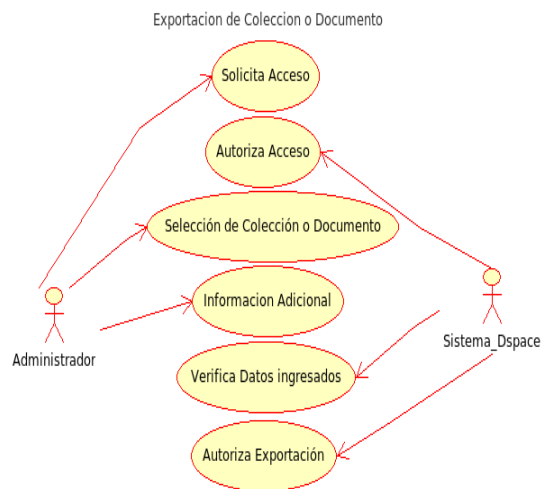 Exportacion de Coleccion o Documento
Solicita Acceso
Autoriza Acceso
Selección de Colección o Documento
Informacion Adicional
Administrador
Sistema_Dspace
Verifica Datos ingresados
Autoriza Exportación